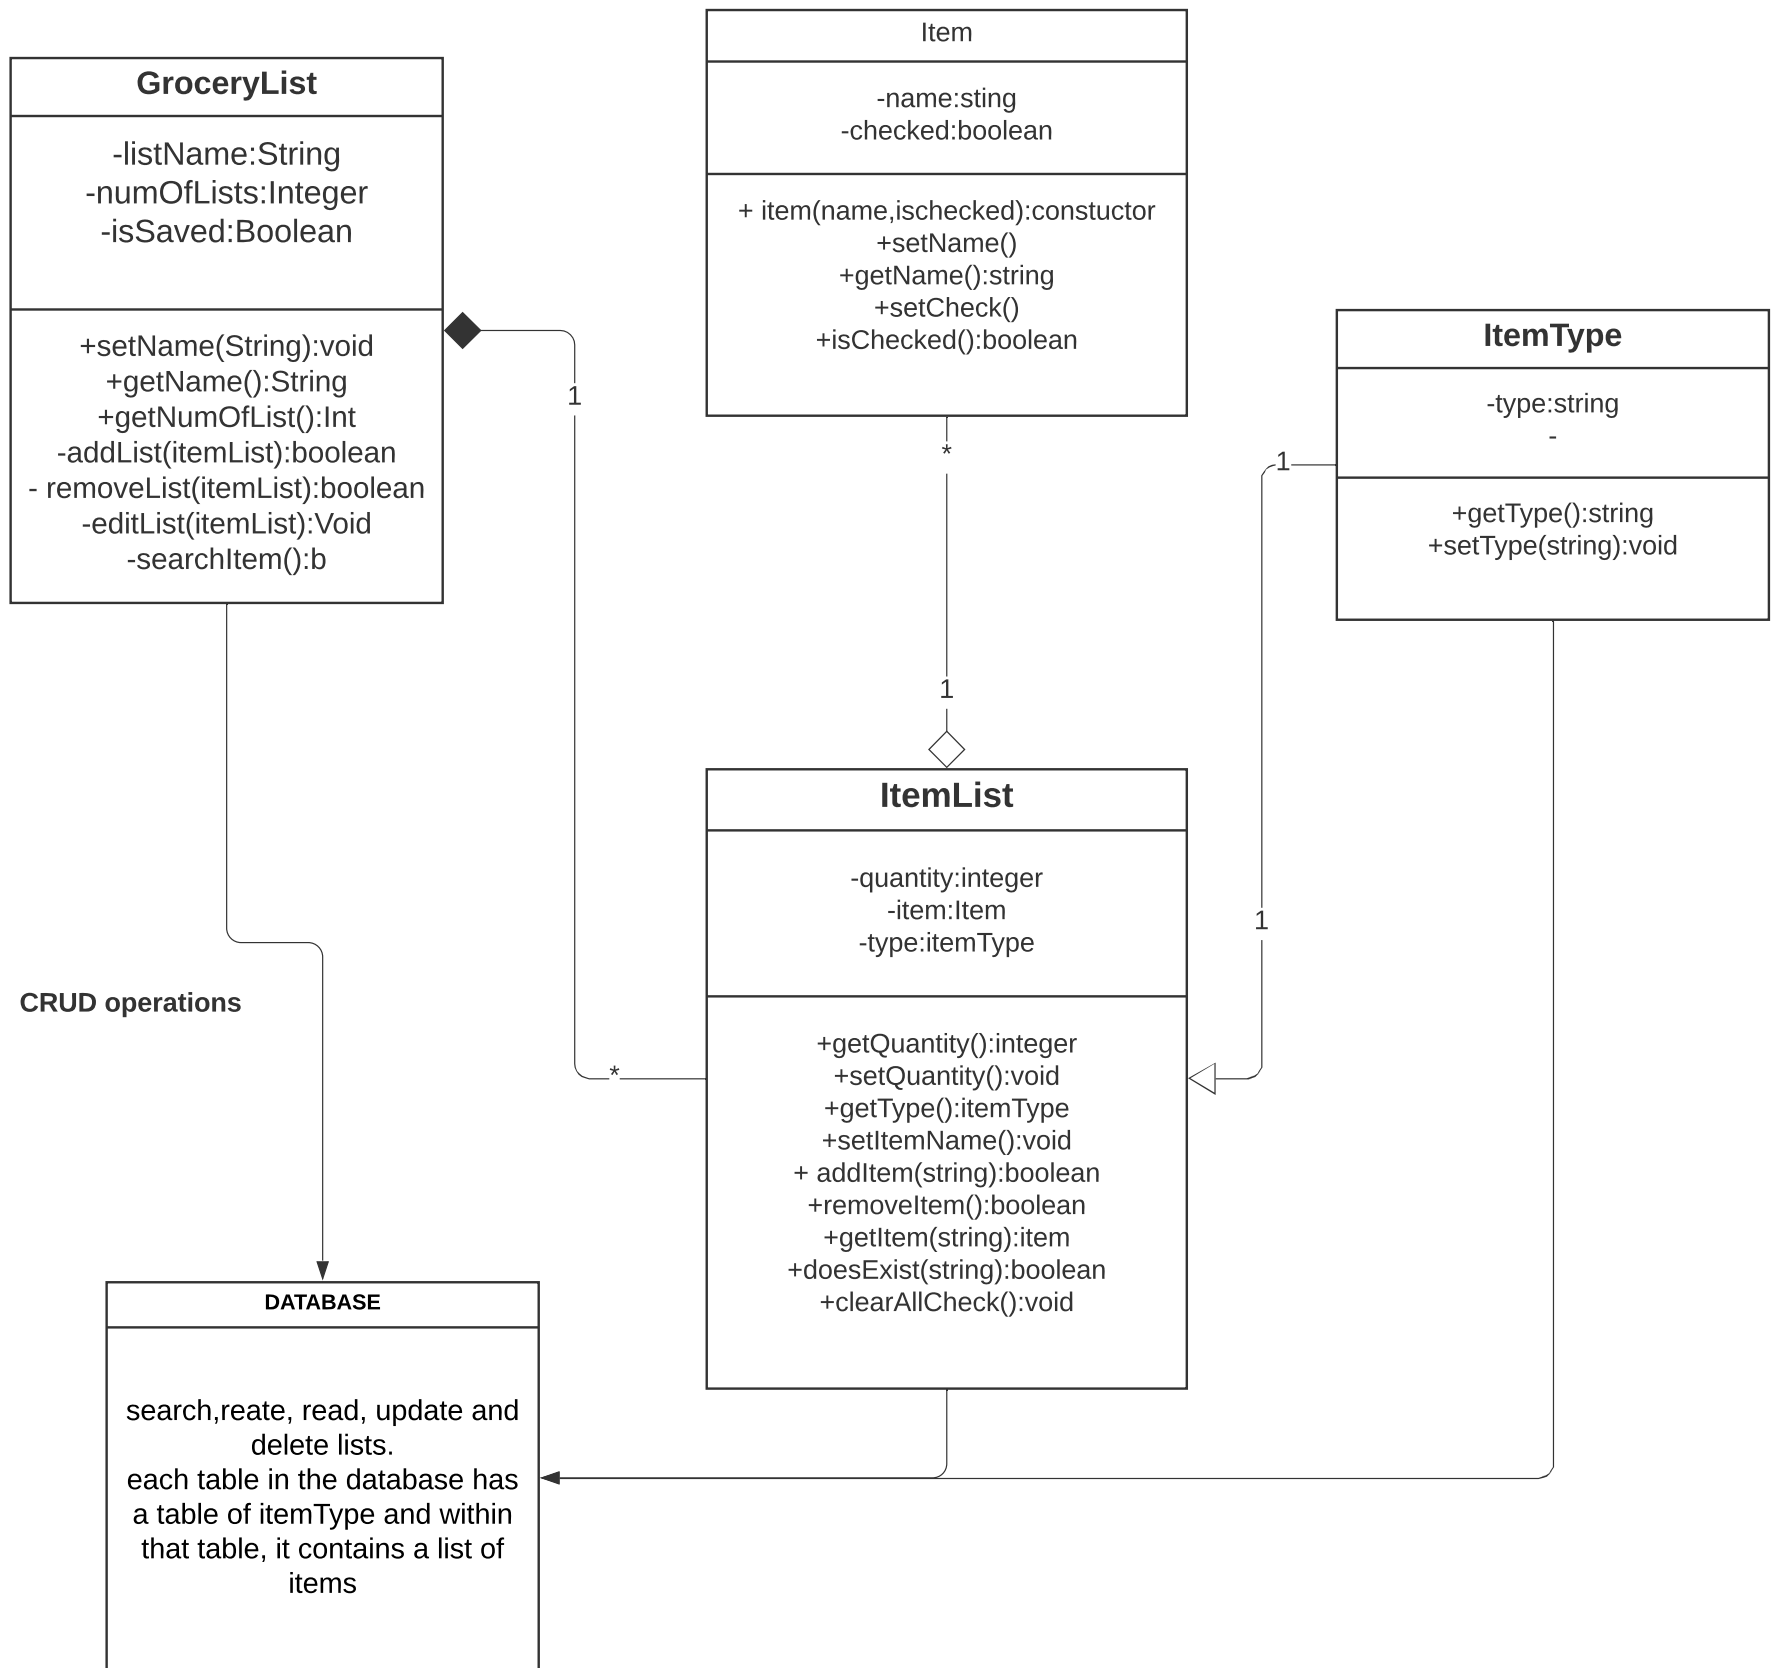 GroceryList
-listName:String
-numOfLists:Integer
-isSaved:Boolean
+setName(String):void
+getName():String
+getNumOfList():Int
-addList(itemList):boolean
- removeList(itemList):boolean
-editList(itemList):Void
-searchItem():b
Item
-name:sting
-checked:boolean
+ item(name,ischecked):constuctor
+setName()
+getName():string
+setCheck()
+isChecked():boolean
ItemType
-type:string
-
+getType():string
+setType(string):void
1
*
1
1
1
*
ItemList
-quantity:integer
-item:Item
-type:itemType
+getQuantity():integer
+setQuantity():void
+getType():itemType
+setItemName():void
+ addItem(string):boolean
+removeItem():boolean
+getItem(string):item
+doesExist(string):boolean
+clearAllCheck():void
CRUD operations
DATABASE
search,reate, read, update and
delete lists.
each table in the database has
a table of itemType and within
that table, it contains a list of
items